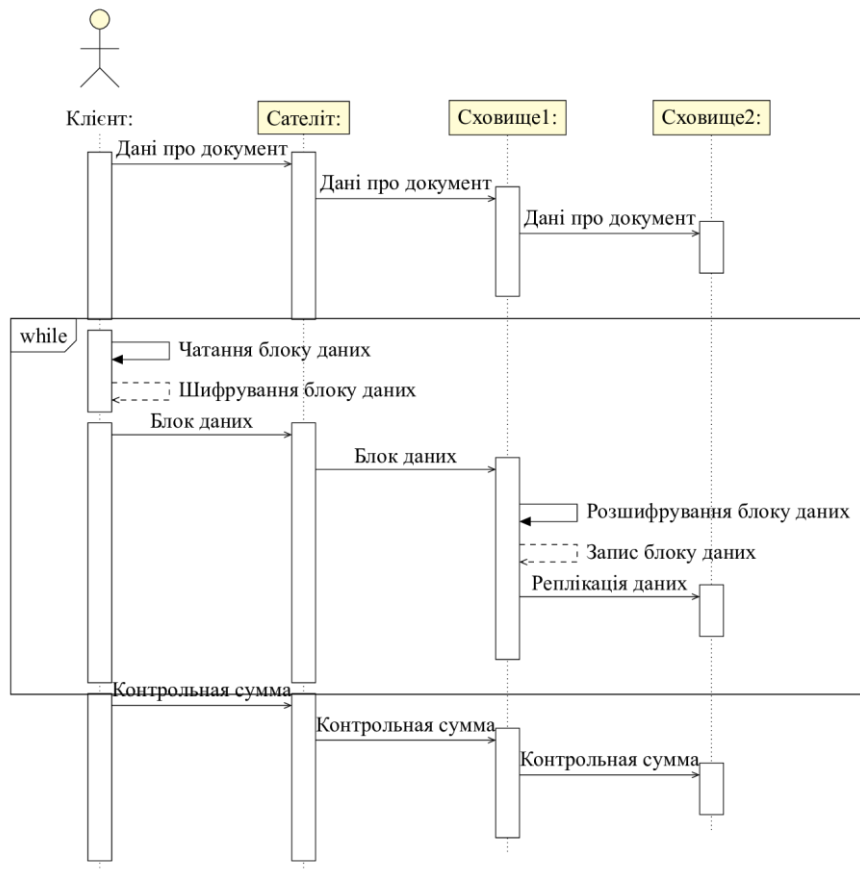 Клієнт:
Сателіт:
Сховище1:
Сховище2:
Дані про документ
Дані про документ
Дані про документ
while
Чатання блоку даних
Шифрування блоку даних
Блок даних
Блок даних
Розшифрування блоку даних
Запис блоку даних
Реплікація даних
Контрольная сумма
Контрольная сумма
Контрольная сумма